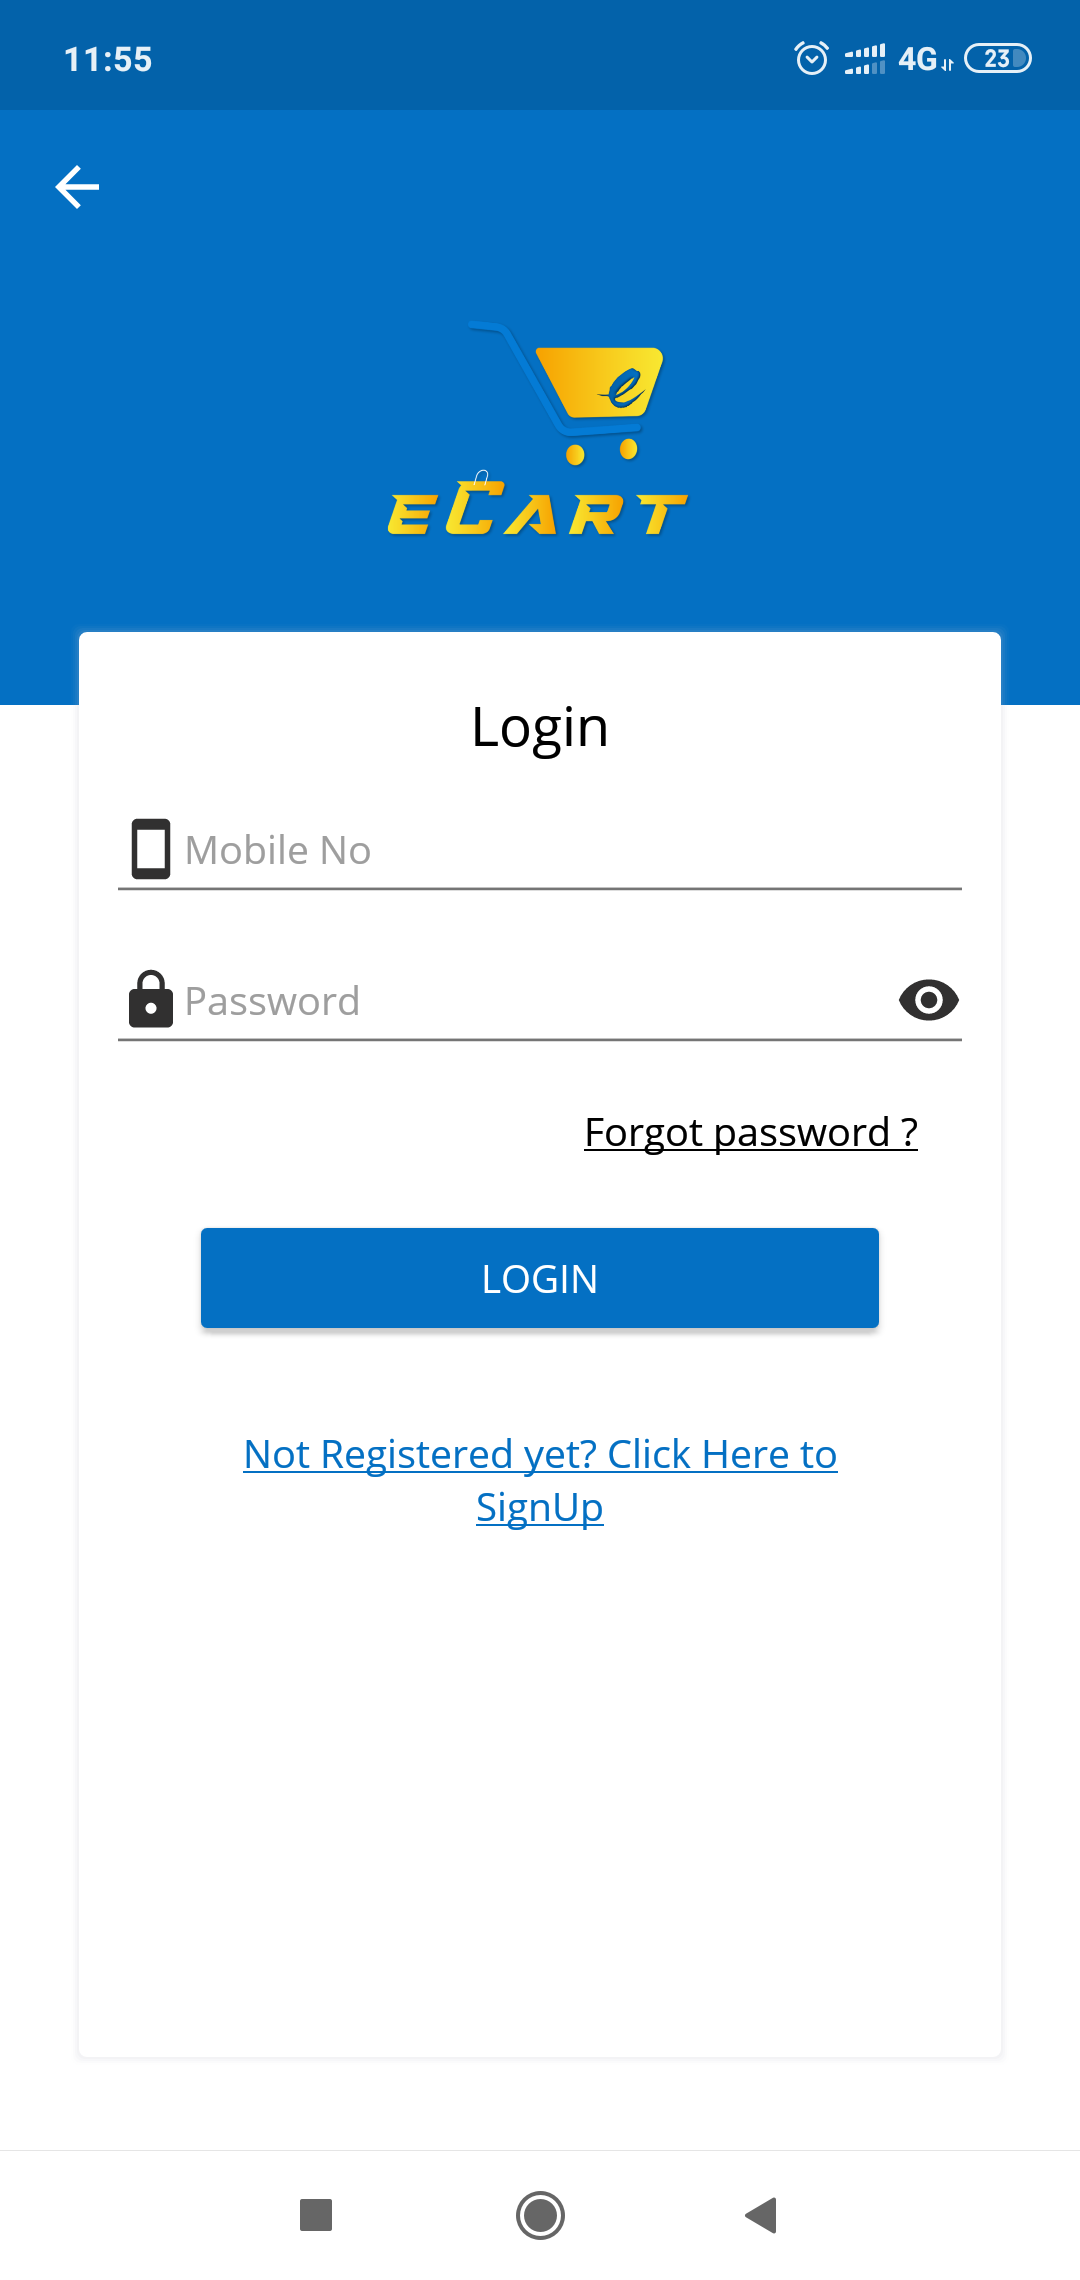 11:55 4G 23
e
eCART
Login
Mobile No
Password
Forgot password ?
LOGIN
Not Registered yet? Click Here to
SignUp